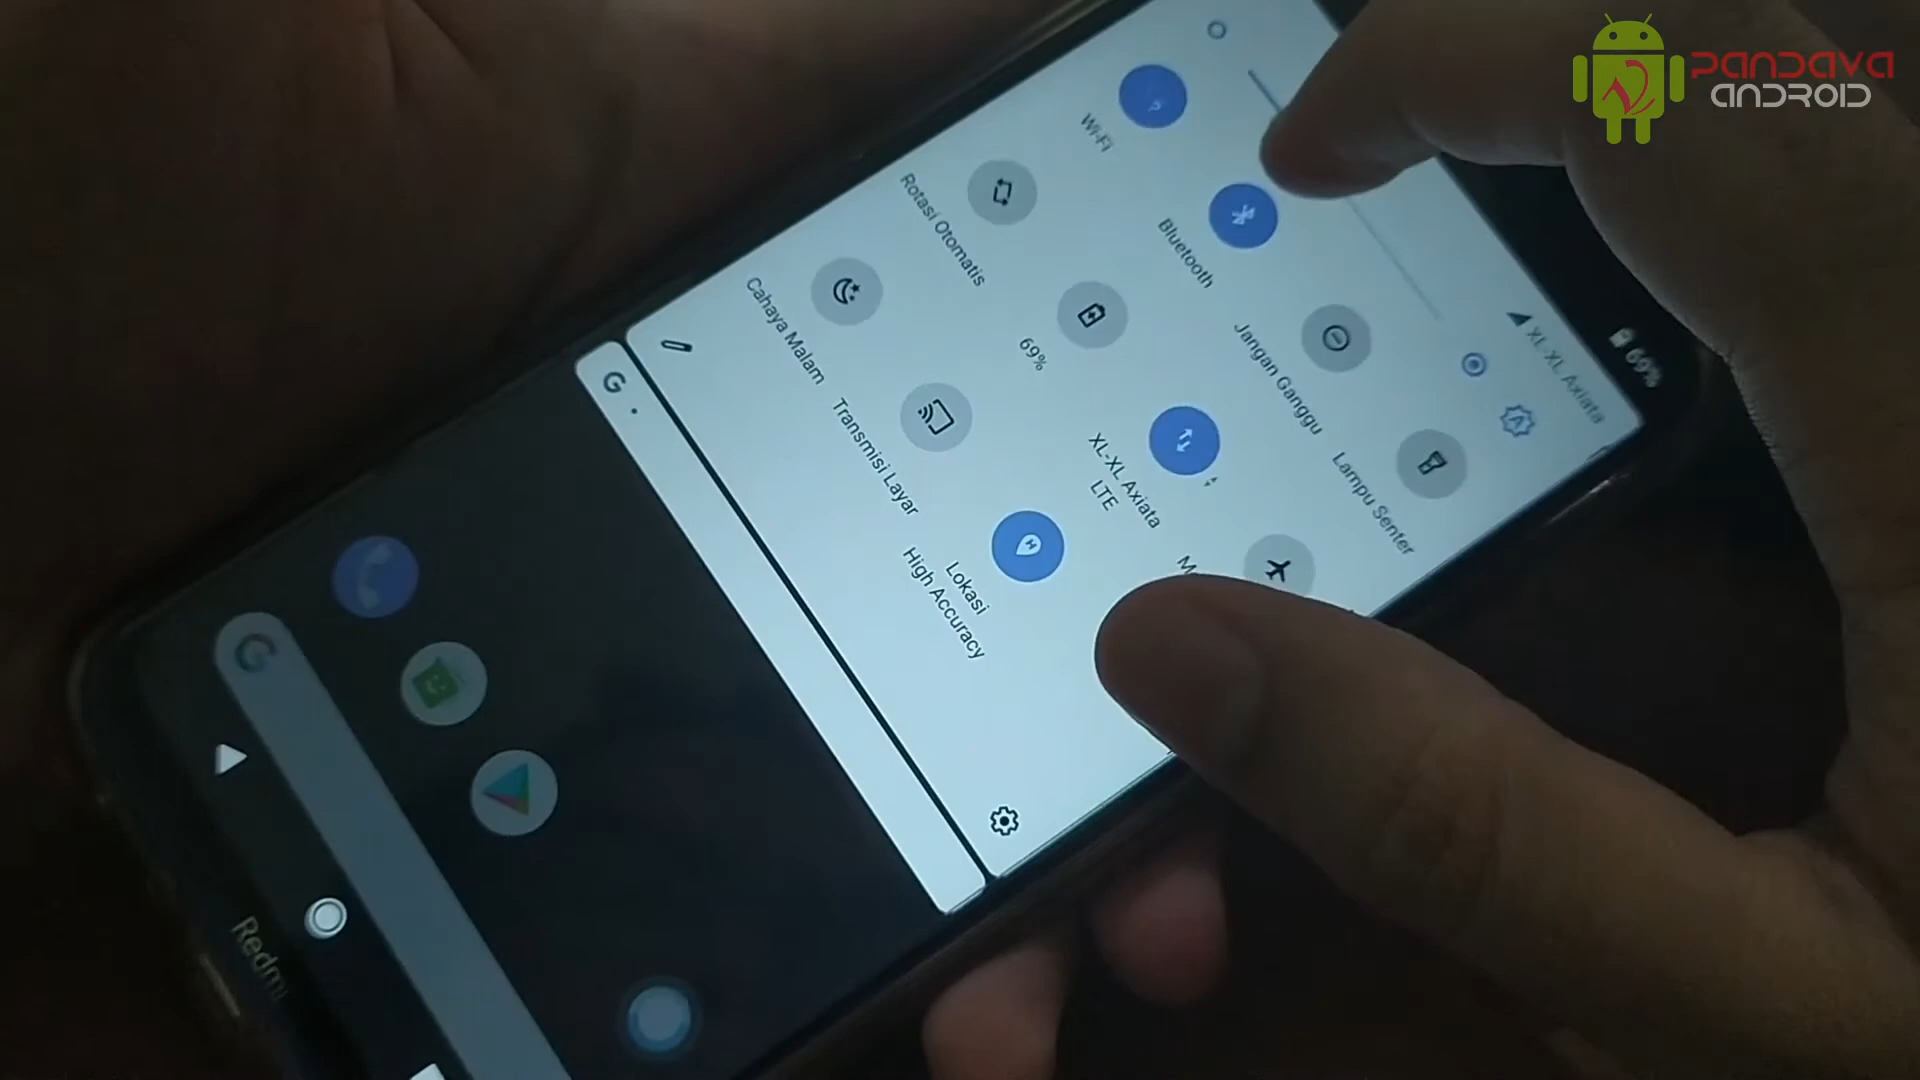 PANDAVA
ANDROID
69%
XL-XL Axiata
Wi-Fi
Bluetooth
Jangan Ganggu
Lampu Senter
Rotasi Otomatis
69%
XL-XL Axiata
LTE
Cahaya Malam
Transmisi Layar
Lokasi
High Accuracy
G
G
Redmi